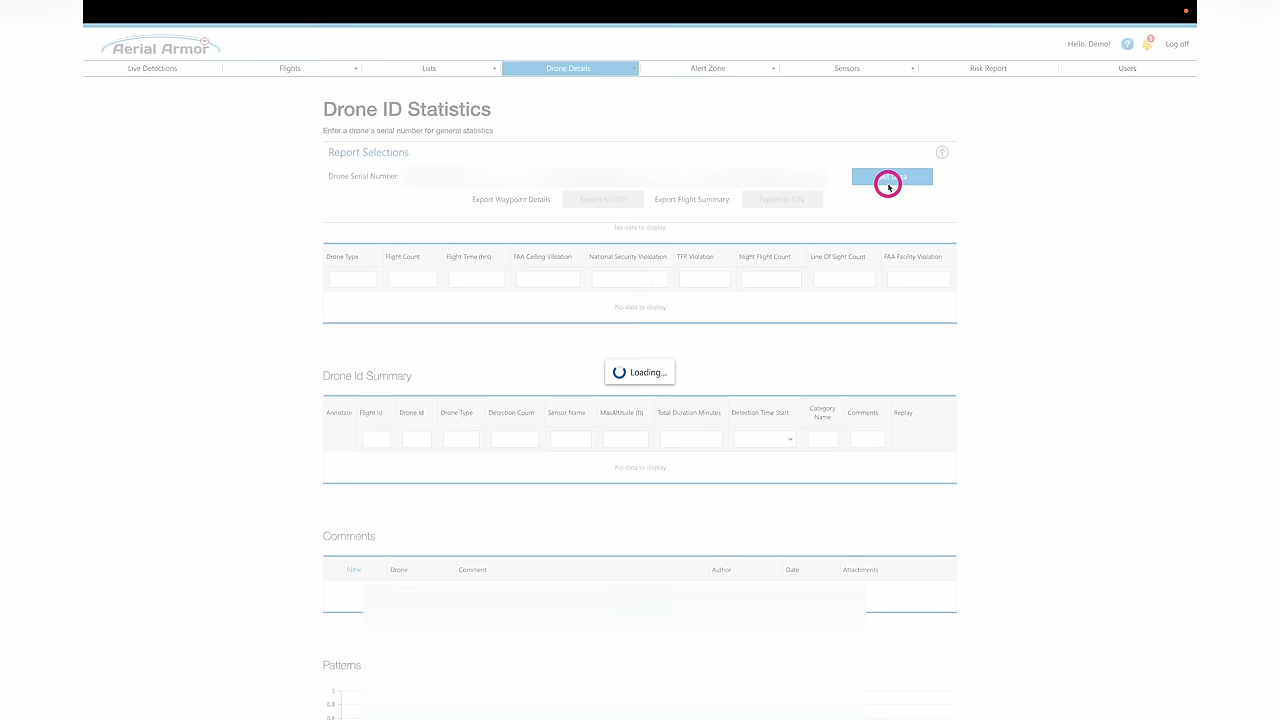 Aerial Armor
Hello, Demo! ? 5 Log off
Live Detections Flights Lists Drone Details Alert Zone Sensors Risk Report Users
Drone ID Statistics
Enter a drone's serial number for general statistics
Report Selections
Drone Serial Number:
Export Waypoint Details: Export to CSV Export Flight Summary: Export to CSV
No data to display
Drone Type Flight Count Flight Time (hrs) FAA Ceiling Viloation National Security Violoation TFR Violation Night Flight Count Line Of Sight Count FAA Facility Violation
No data to display
Loading...
Drone Id Summary
Annotate Flight Id Drone Id Drone Type Detection Count Sensor Name MaxAltitude (ft) Total Duration Minutes Detection Time Start Category Name Comments Replay
No data to display
Comments
New Drone Comment Author Date Attachments
Patterns
1
0.8
0.6